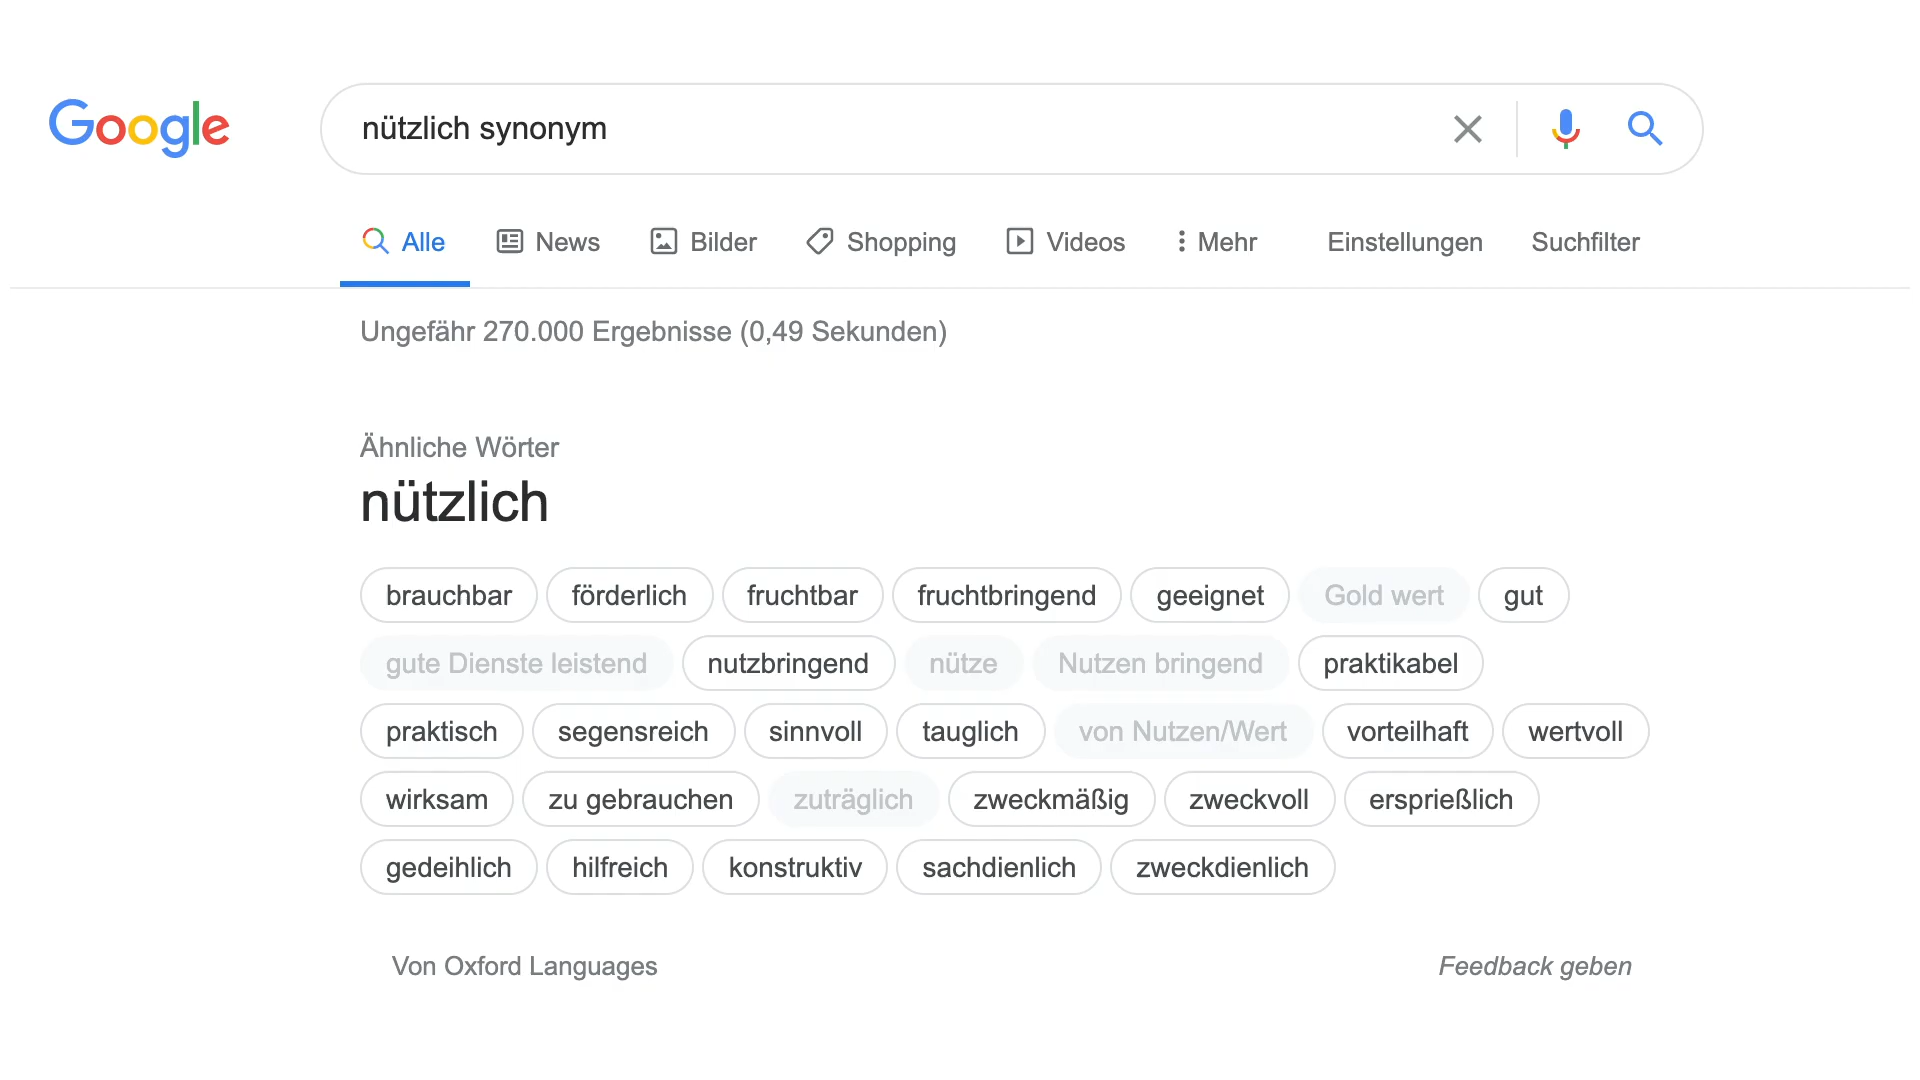 Google nützlich synonym
Alle News Bilder Shopping Videos Mehr Einstellungen Suchfilter
Ungefähr 270.000 Ergebnisse (0,49 Sekunden)
Ähnliche Wörter
nützlich
brauchbar förderlich fruchtbar fruchtbringend geeignet Gold wert gut
gute Dienste leistend nutzbringend nütze Nutzen bringend praktikabel
praktisch segensreich sinnvoll tauglich von Nutzen/Wert vorteilhaft wertvoll
wirksam zu gebrauchen zuträglich zweckmäßig zweckvoll ersprießlich
gedeihlich hilfreich konstruktiv sachdienlich zweckdienlich
Von Oxford Languages Feedback geben